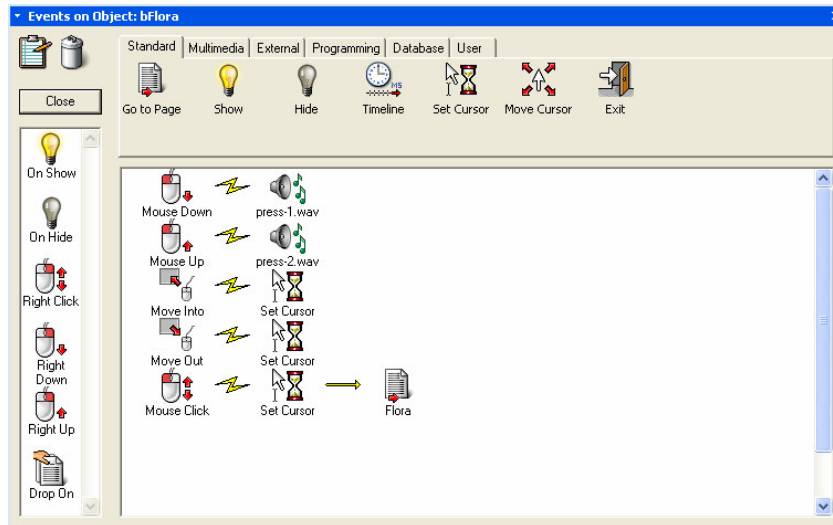 Events on Object: bFlora
Standard Multimedia External Programming Database User
Close
Go to Page Show Hide Timeline Set Cursor Move Cursor Exit
MS
On Show
On Hide
Right Click
Right
Down
Right Up
Drop On
Mouse Down press-1.wav
Mouse Up press-2.wav
Move Into Set Cursor
Move Out Set Cursor
Mouse Click Set Cursor Flora